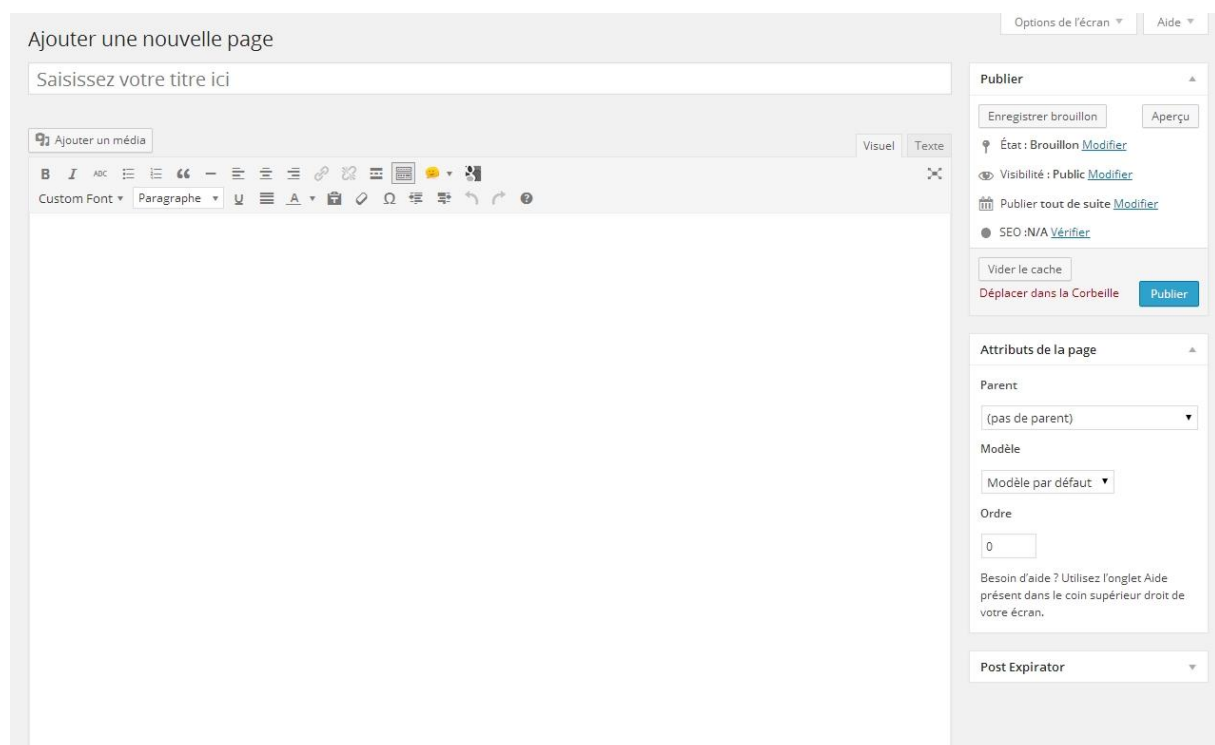 Options de l'écran
Aide
Ajouter une nouvelle page
Saisissez votre titre ici
Ajouter un média
Visuel
Texte
B I ABC
Custom Font
Paragraphe
U
A
Ω
Publier
Enregistrer brouillon
Aperçu
État : Brouillon Modifier
Visibilité : Public Modifier
Publier tout de suite Modifier
SEO :N/A Vérifier
Vider le cache
Déplacer dans la Corbeille
Publier
Attributs de la page
Parent
(pas de parent)
Modèle
Modèle par défaut
Ordre
0
Besoin d'aide ? Utilisez l'onglet Aide
présent dans le coin supérieur droit de
votre écran.
Post Expirator